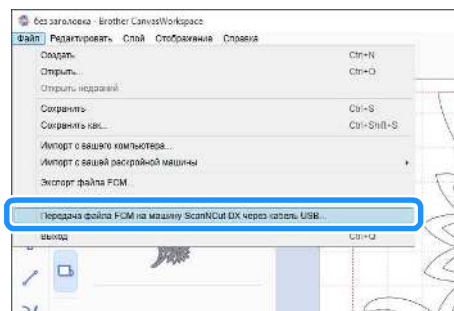 без заголовка - Brother CanvasWorkspace
Файл Редактировать Слой Отображение Справка
Создать Ctrl+N
Открыть... Ctrl+O
Открыть недавний
Сохранить Ctrl+S
Сохранить как... Ctrl+Shift+S
Импорт с вашего компьютера...
Импорт с вашей раскройной машины
Экспорт файла FCM...
Передача файла FCM на машину ScanNCut DX через кабель USB...
Выход Ctrl+Q